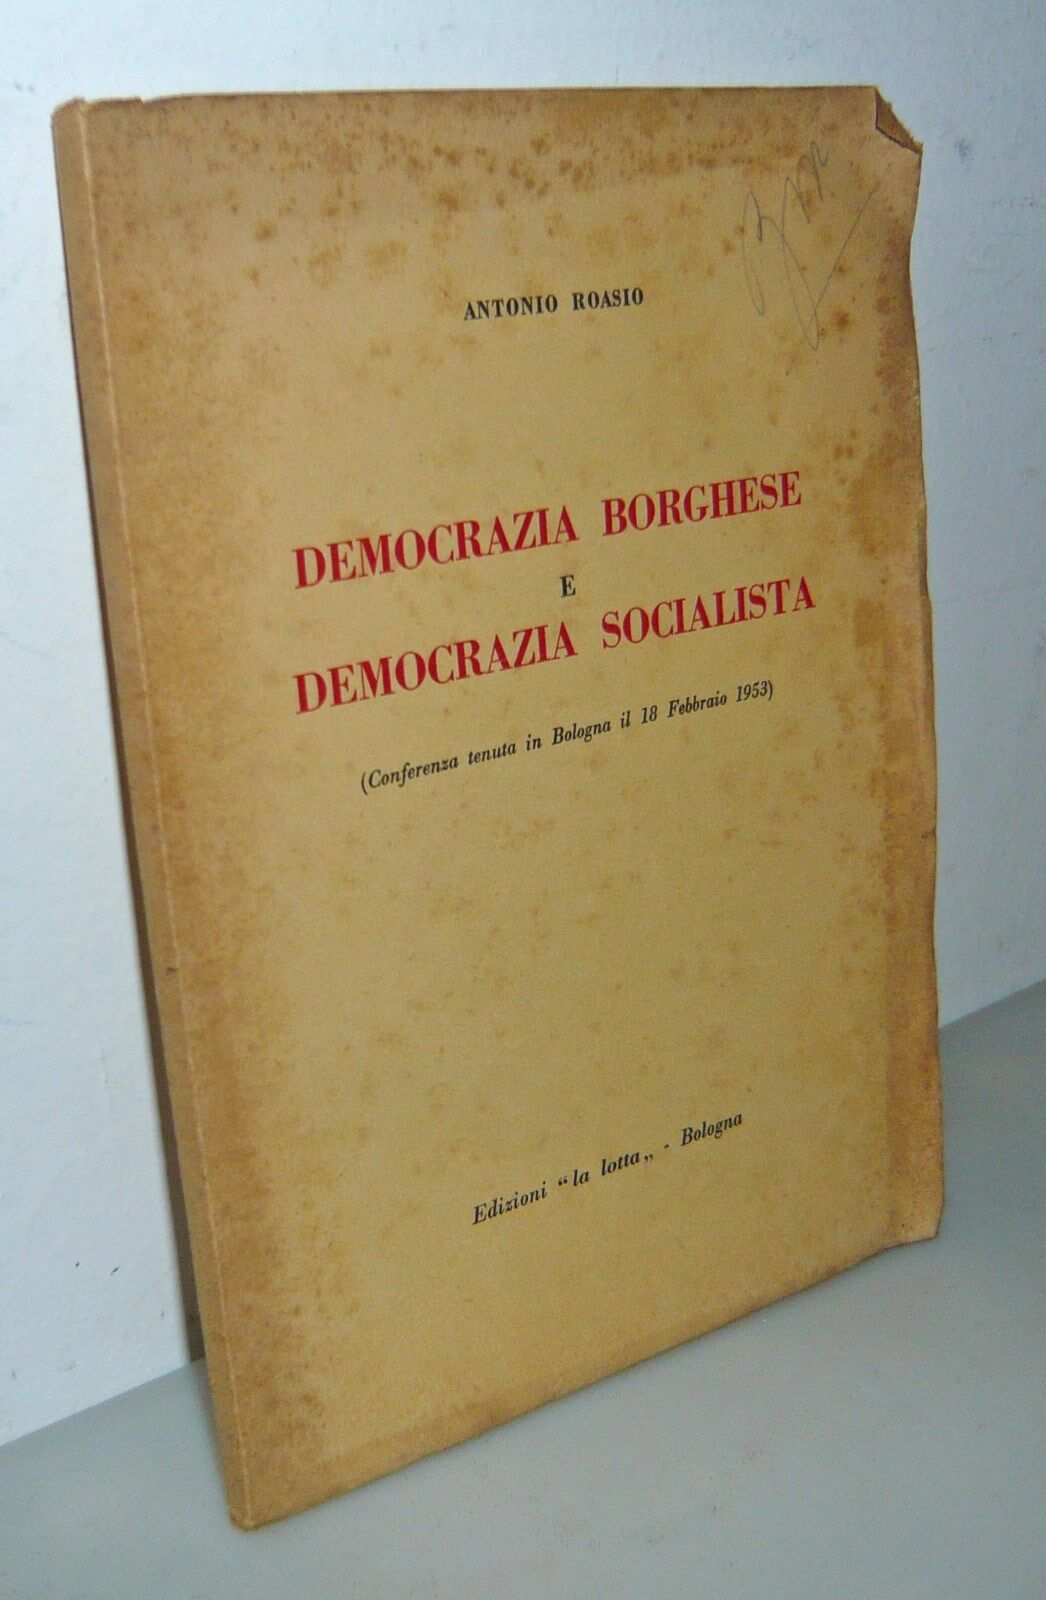 ANTONIO ROASIO
DEMOCRAZIA BORGHESE
E
DEMOCRAZIA SOCIALISTA
(Conferenza tenuta in Bologna il 18 Febbraio 1953)
Edizioni “la lotta„ - Bologna